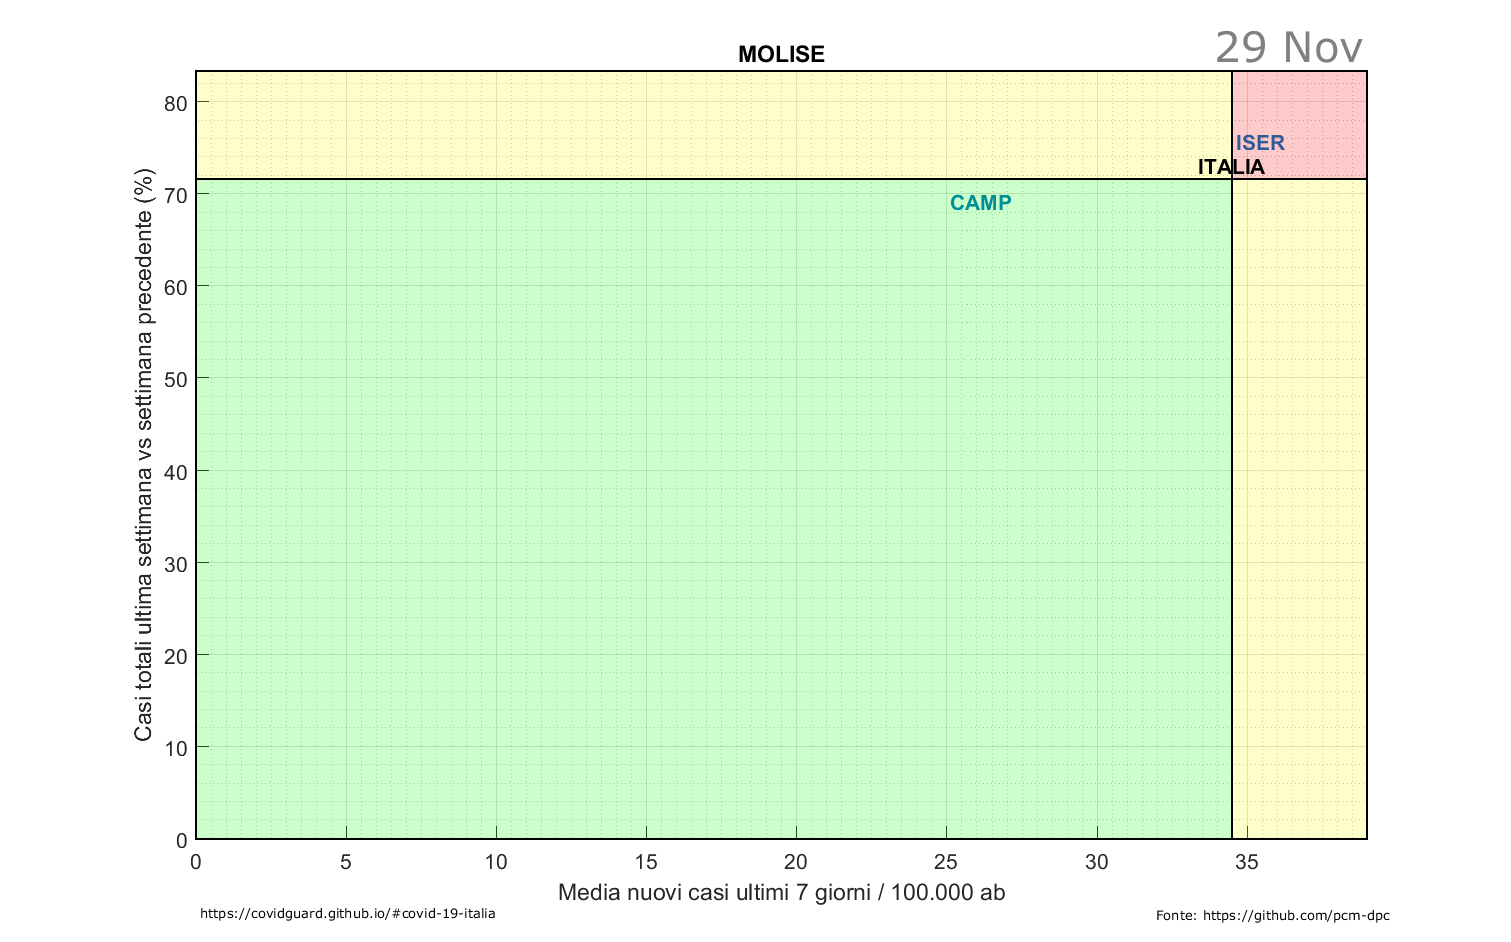 MOLISE
29 Nov
Casi totali ultima settimana vs settimana precedente (%)
80
70
60
50
40
30
20
10
0
ISER
ITALIA
CAMP
0 5 10 15 20 25 30 35
Media nuovi casi ultimi 7 giorni / 100.000 ab
https://covidguard.github.io/#covid-19-italia
Fonte: https://github.com/pcm-dpc